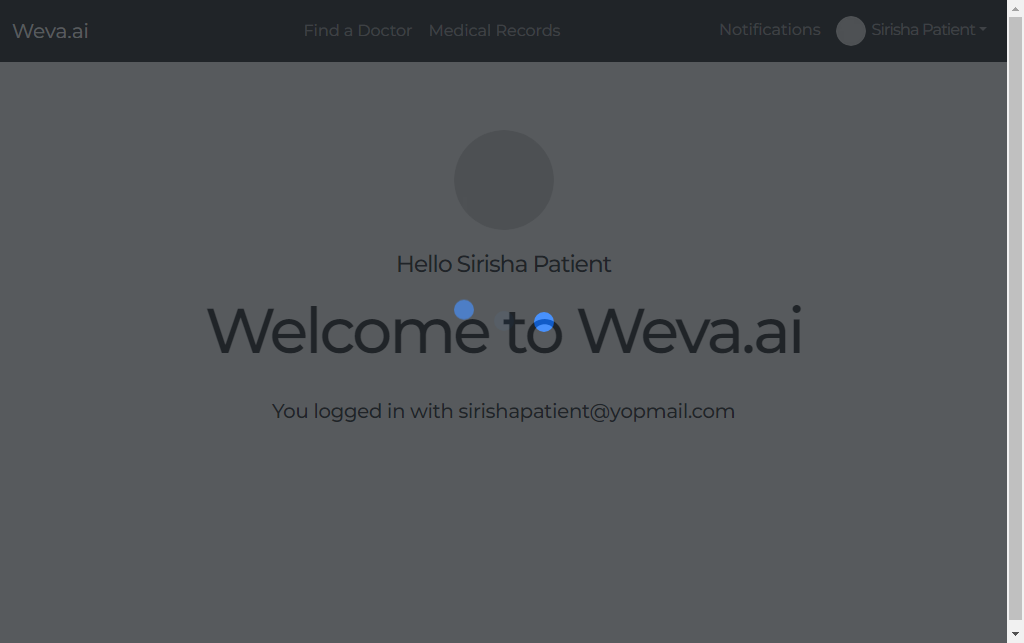 Weva.ai
Find a Doctor
Medical Records
Notifications
Sirisha Patient
Hello Sirisha Patient
Welcome to Weva.ai
You logged in with sirishapatient@yopmail.com